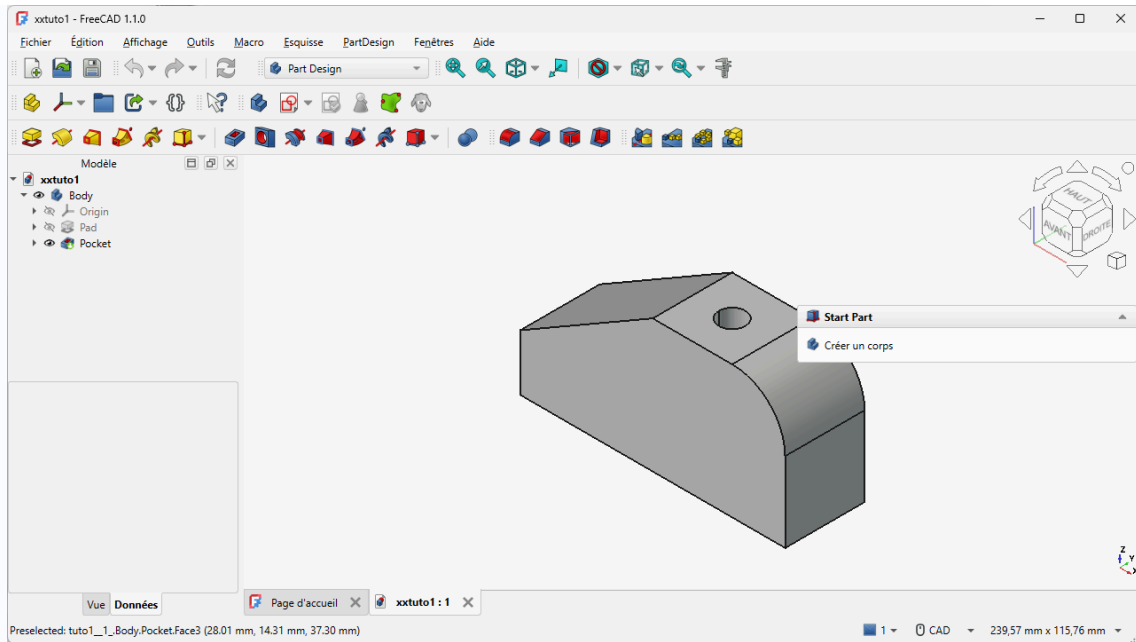 xxtuto1 - FreeCAD 1.1.0
Fichier Édition Affichage Outils Macro Esquisse PartDesign Fenêtres Aide
Part Design
Modèle
xxtuto1
Body
Origin
Pad
Pocket
HAUT
AVANT DROITE
Start Part
Créer un corps
Z
Y
X
Vue Données
Page d'accueil xxtuto1 : 1
Preselected: tuto1__1_.Body.Pocket.Face3 (28.01 mm, 14.31 mm, 37.30 mm) 1 CAD 239,57 mm x 115,76 mm